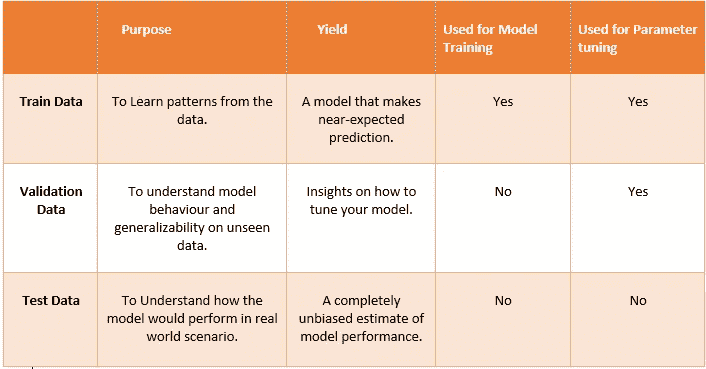 Purpose
Yield
Used for Model
Training
Used for Parameter
tuning
Train Data
To Learn patterns from the
data.
A model that makes
near-expected
prediction.
Yes
Yes
Validation
Data
To understand model
behaviour and
generalizability on unseen
data.
Insights on how to
tune your model.
No
Yes
Test Data
To Understand how the
model would perform in real
world scenario.
A completely
unbiased estimate of
model performance.
No
No